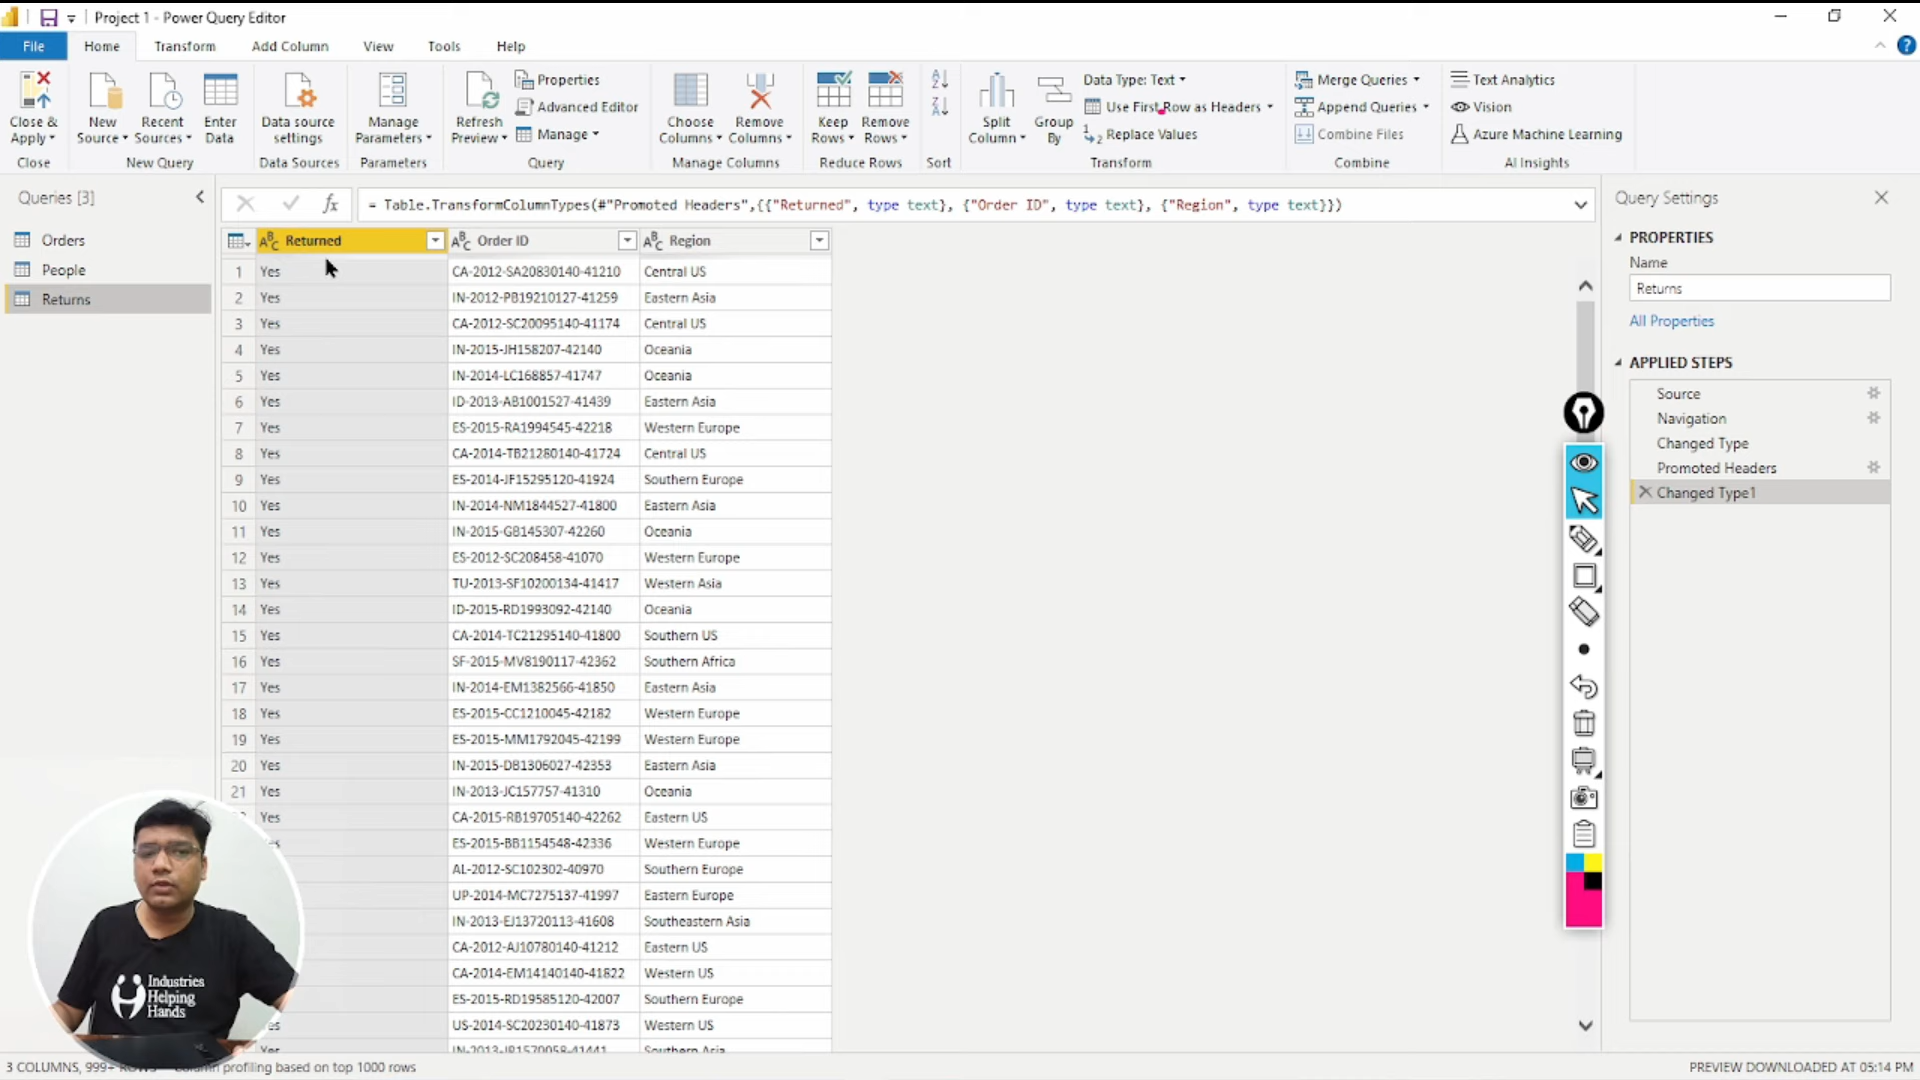 Project 1 - Power Query Editor
File Home Transform Add Column View Tools Help
Close & Apply
New Source
Recent Sources
Enter Data
Data source settings
Manage Parameters
Refresh Preview
Properties
Advanced Editor
Manage
Choose Columns
Remove Columns
Keep Rows
Remove Rows
Split Column
Group By
Data Type: Text
Use First Row as Headers
Replace Values
Merge Queries
Append Queries
Combine Files
Text Analytics
Vision
Azure Machine Learning
Close New Query Data Sources Parameters Query Manage Columns Reduce Rows Sort Transform Combine AI Insights
Queries [3]
Orders
People
Returns
= Table.TransformColumnTypes(#"Promoted Headers",{{"Returned", type text}, {"Order ID", type text}, {"Region", type text}})
Returned Order ID Region
1 Yes CA-2012-SA20830140-41210 Central US
2 Yes IN-2012-PB19210127-41259 Eastern Asia
3 Yes CA-2012-SC20095140-41174 Central US
4 Yes IN-2015-JH158207-42140 Oceania
5 Yes IN-2014-LC168857-41747 Oceania
6 Yes ID-2013-AB1001527-41439 Eastern Asia
7 Yes ES-2015-RA1994545-42218 Western Europe
8 Yes CA-2014-TB21280140-41724 Central US
9 Yes ES-2014-JF15295120-41924 Southern Europe
10 Yes IN-2014-NM1844527-41800 Eastern Asia
11 Yes IN-2015-GB145307-42260 Oceania
12 Yes ES-2012-SC208458-41070 Western Europe
13 Yes TU-2013-SF10200134-41417 Western Asia
14 Yes ID-2015-RD1993092-42140 Oceania
15 Yes CA-2014-TC21295140-41800 Southern US
16 Yes SF-2015-MV8190117-42362 Southern Africa
17 Yes IN-2014-EM1382566-41850 Eastern Asia
18 Yes ES-2015-CC1210045-42182 Western Europe
19 Yes ES-2015-MM1792045-42199 Western Europe
20 Yes IN-2015-DB1306027-42353 Eastern Asia
21 Yes IN-2013-JC157757-41310 Oceania
Yes CA-2015-RB19705140-42262 Eastern US
ES-2015-BB1154548-42336 Western Europe
AL-2012-SC102302-40970 Southern Europe
UP-2014-MC7275137-41997 Eastern Europe
IN-2013-EJ13720113-41608 Southeastern Asia
CA-2012-AJ10780140-41212 Eastern US
CA-2014-EM14140140-41822 Western US
ES-2015-RD19585120-42007 Southern Europe
US-2014-SC20230140-41873 Western US
Southern Asia
Query Settings
PROPERTIES
Name
Returns
All Properties
APPLIED STEPS
Source
Navigation
Changed Type
Promoted Headers
Changed Type1
Industries
Helping
Hands
3 COLUMNS, 999+ ROWS Column profiling based on top 1000 rows
PREVIEW DOWNLOADED AT 05:14 PM